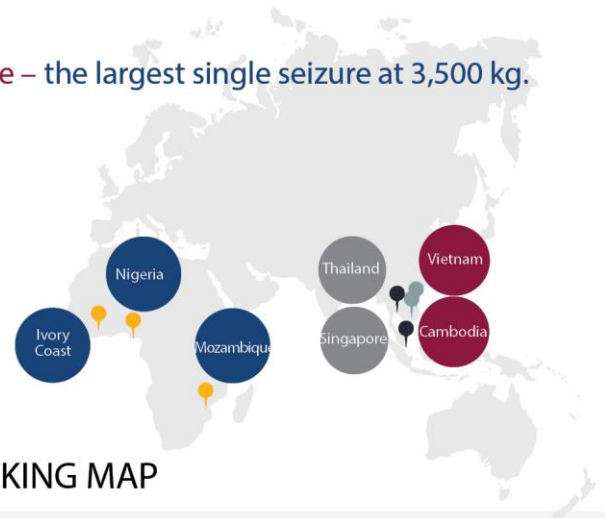 e – the largest single seizure at 3,500 kg.
Nigeria
Thailand
Vietnam
Ivory
Coast
Mozambique
Singapore
Cambodia
KING MAP